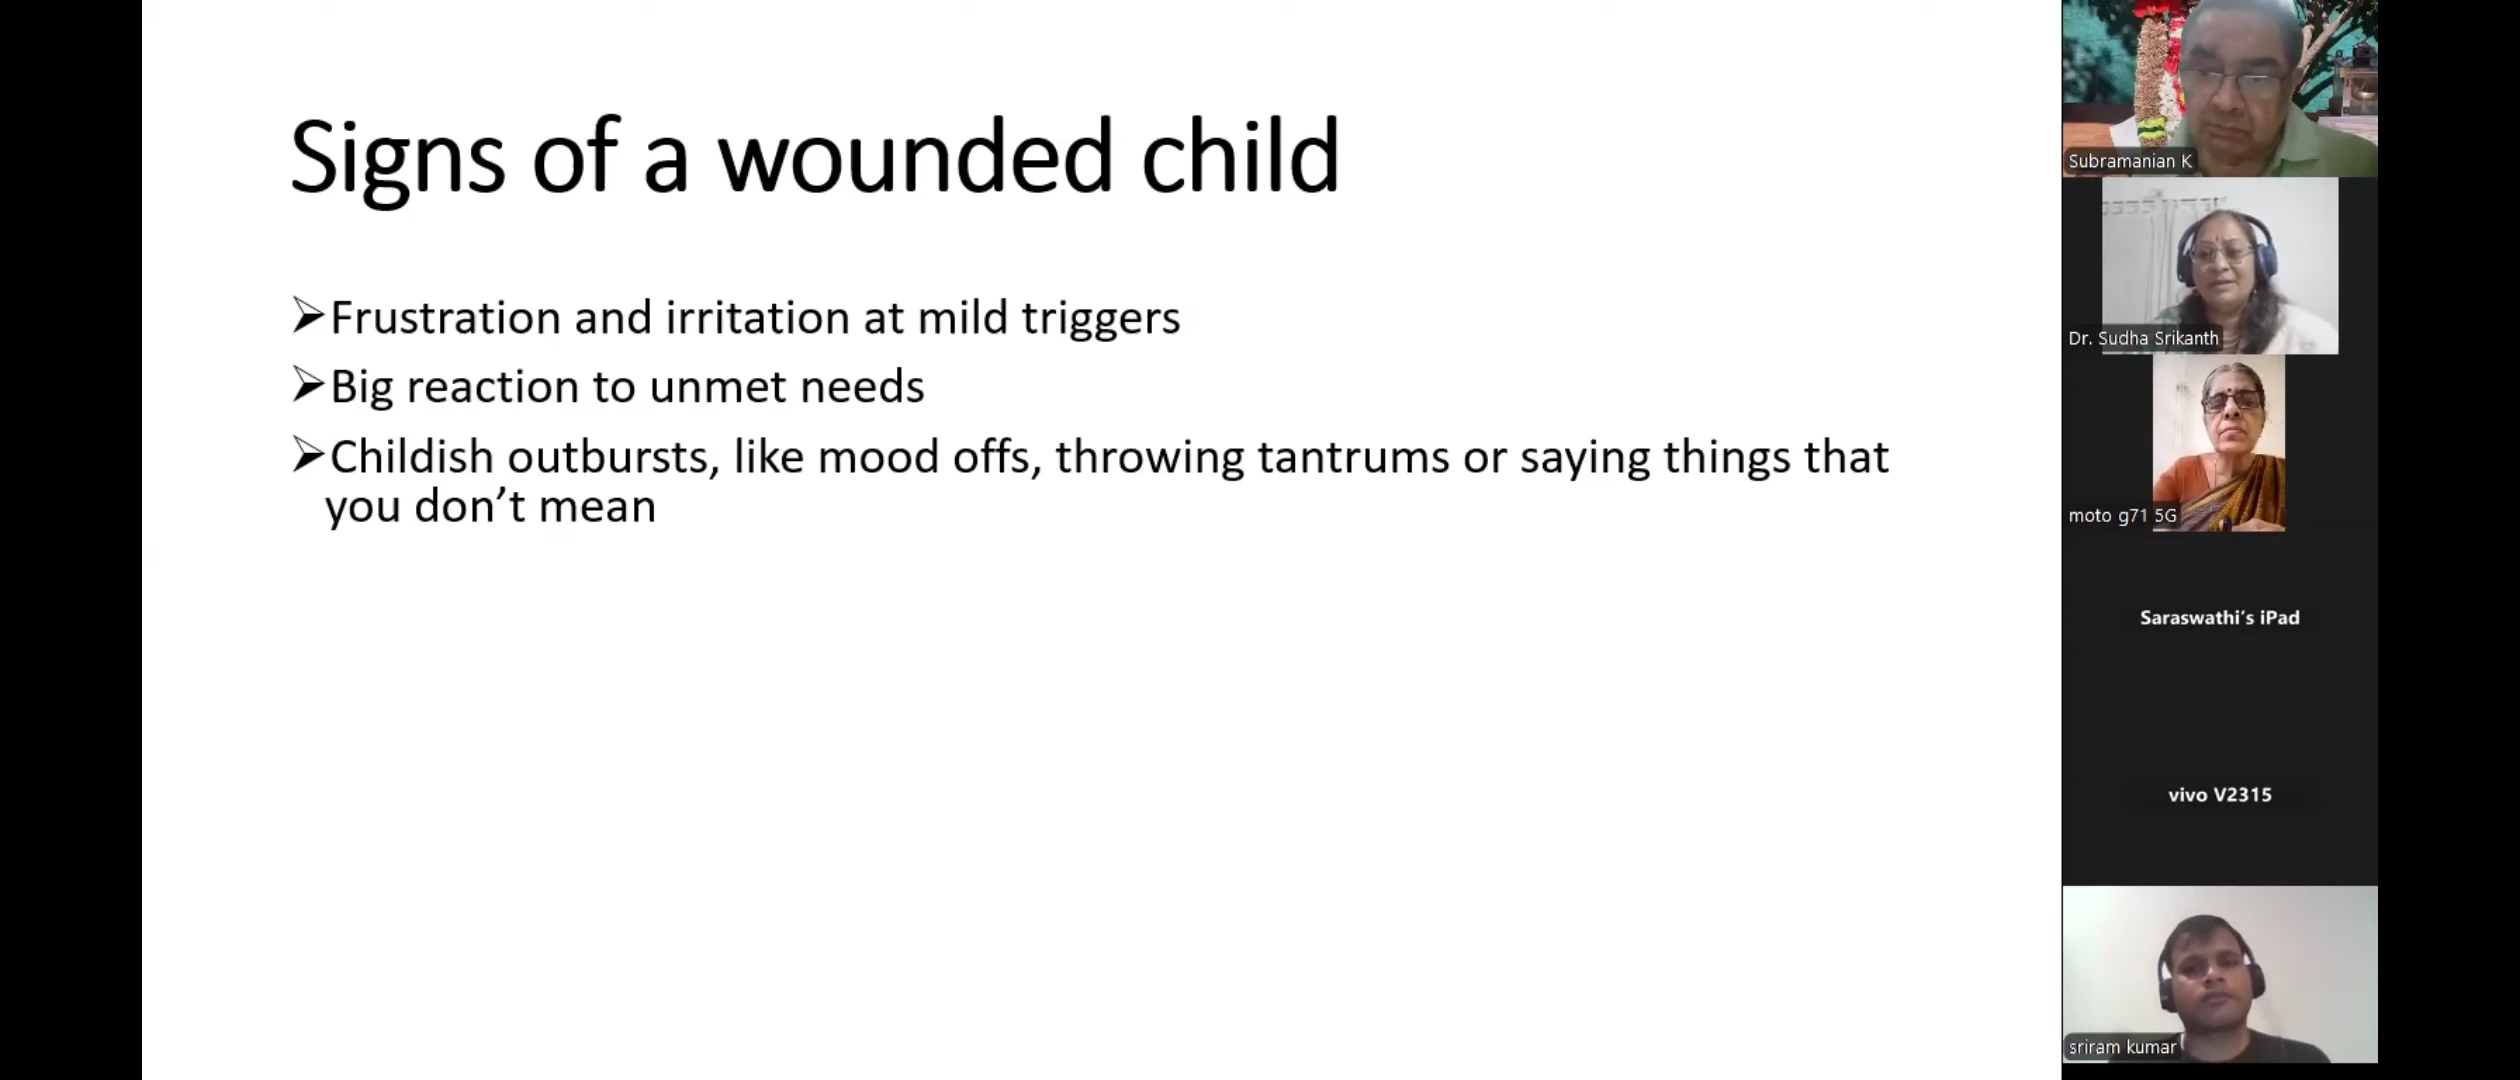 Signs of a wounded child
➢Frustration and irritation at mild triggers
➢Big reaction to unmet needs
➢Childish outbursts, like mood offs, throwing tantrums or saying things that
you don’t mean
Subramanian K
Dr. Sudha Srikanth
moto g71 5G
Saraswathi’s iPad
vivo V2315
sriram kumar